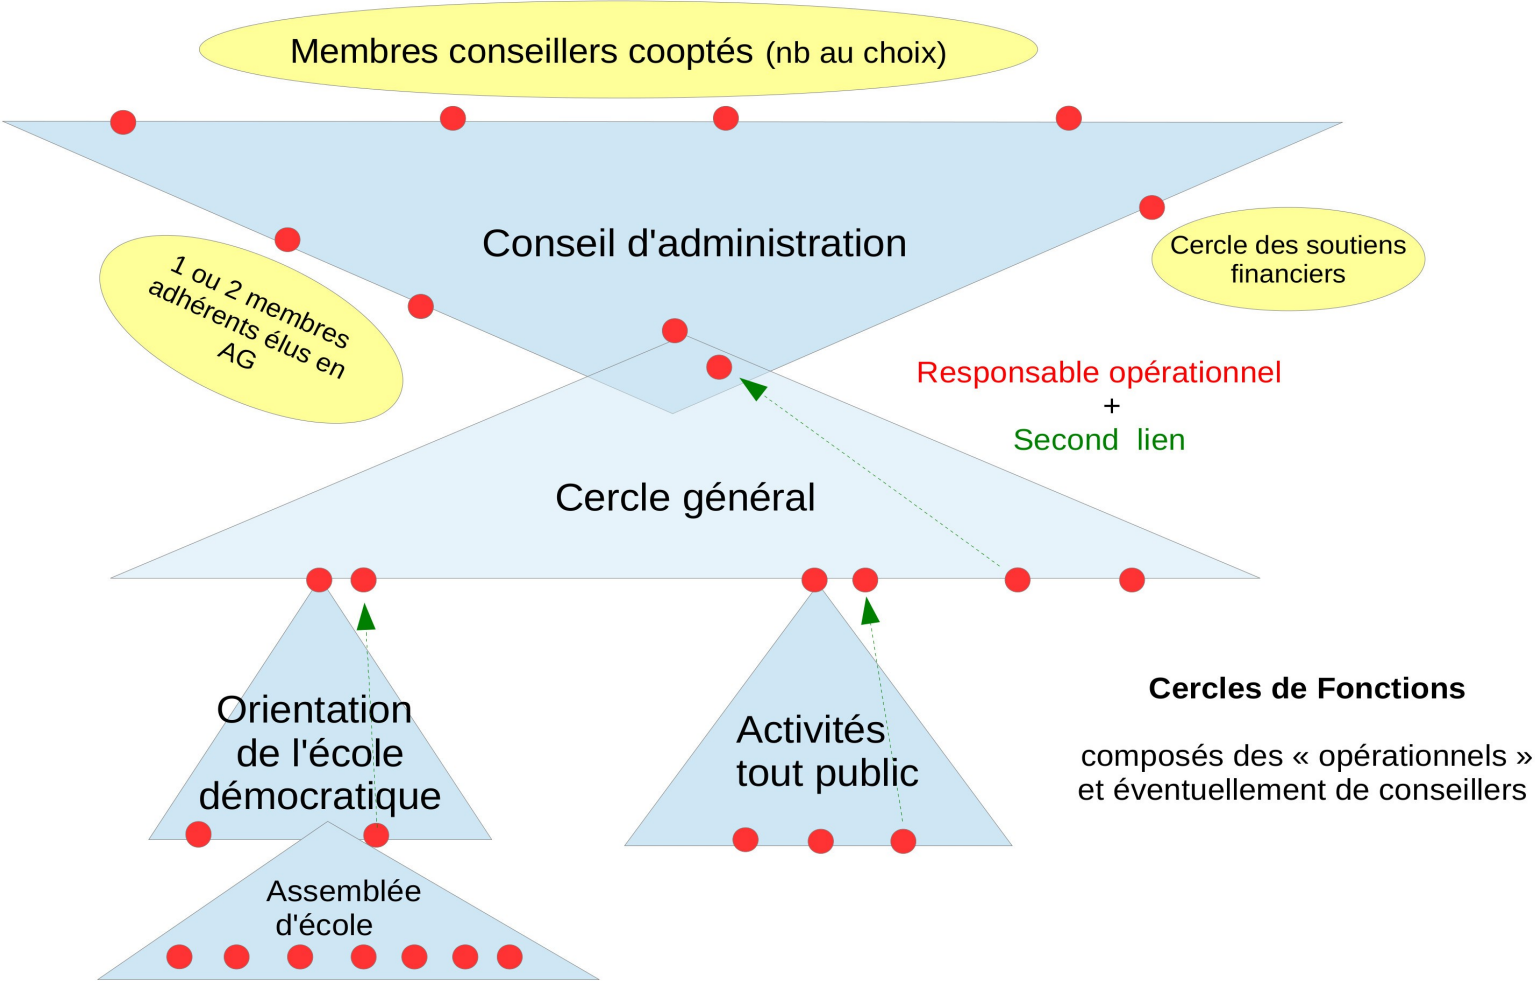 Membres conseillers cooptés (nb au choix)
Conseil d'administration
Cercle des soutiens
financiers
1 ou 2 membres
adhérents élus en
AG
Responsable opérationnel
+
Second lien
Cercle général
Orientation
de l'école
démocratique
Activités
tout public
Cercles de Fonctions
composés des « opérationnels »
et éventuellement de conseillers
Assemblée
d'école